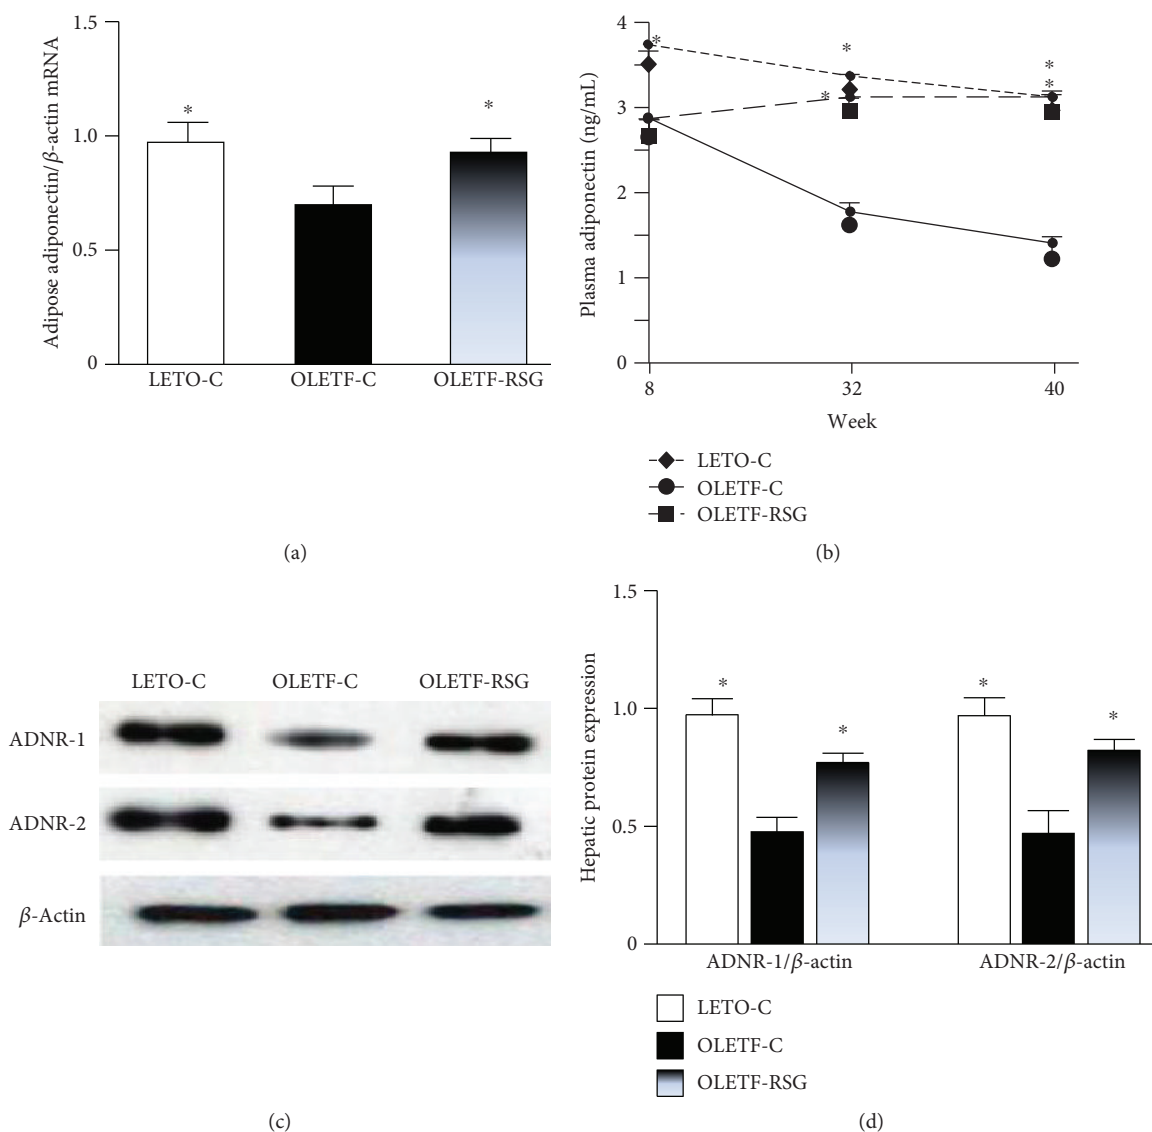 1.5
1.0
0.5
0
Adipose adiponectin/β-actin mRNA
*
*
LETO-C OLETF-C OLETF-RSG
(a)
4
3
2
1
0
Plasma adiponectin (ng/mL)
*
*
*
*
*
8 32 40
Week
LETO-C
OLETF-C
OLETF-RSG
(b)
LETO-C OLETF-C OLETF-RSG
ADNR-1
ADNR-2
β-Actin
(c)
1.5
1.0
0.5
0
Hepatic protein expression
*
*
*
*
ADNR-1/β-actin ADNR-2/β-actin
LETO-C
OLETF-C
OLETF-RSG
(d)